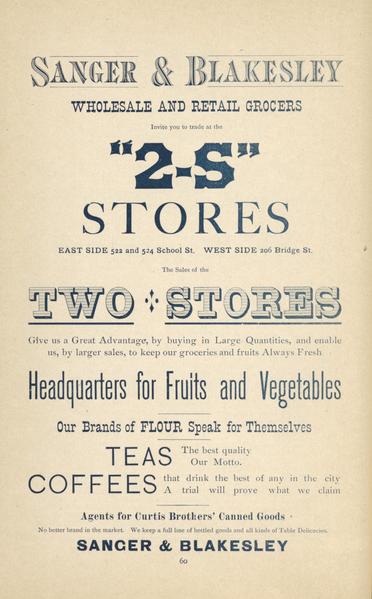 SANGER & BLAKESLEY
WHOLESALE AND RETAIL GROCERS
Invite you to trade at the
"2-S"
STORES
EAST SIDE 522 and 524 School St. WEST SIDE 206 Bridge St.
The Sales of the
TWO STORES
Give us a Great Advantage, by buying in Large Quantities, and enable
us, by larger sales, to keep our groceries and fruits Always Fresh
Headquarters for Fruits and Vegetables
Our Brands of FLOUR Speak for Themselves
TEAS The best quality
Our Motto.
COFFEES that drink the best of any in the city
A trial will prove what we claim
Agents for Curtis Brothers' Canned Goods
No better brand in the market. We keep a full line of bottled goods and all kinds of Table Delicacies.
SANGER & BLAKESLEY
60